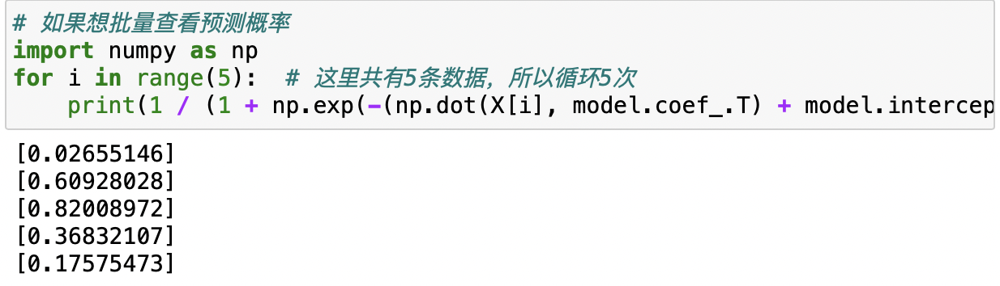 # 如果想批量查看预测概率
import numpy as np
for i in range(5):  # 这里共有5条数据，所以循环5次
    print(1 / (1 + np.exp(-(np.dot(X[i], model.coef_.T) + model.intercep
[0.02655146]
[0.60928028]
[0.82008972]
[0.36832107]
[0.17575473]